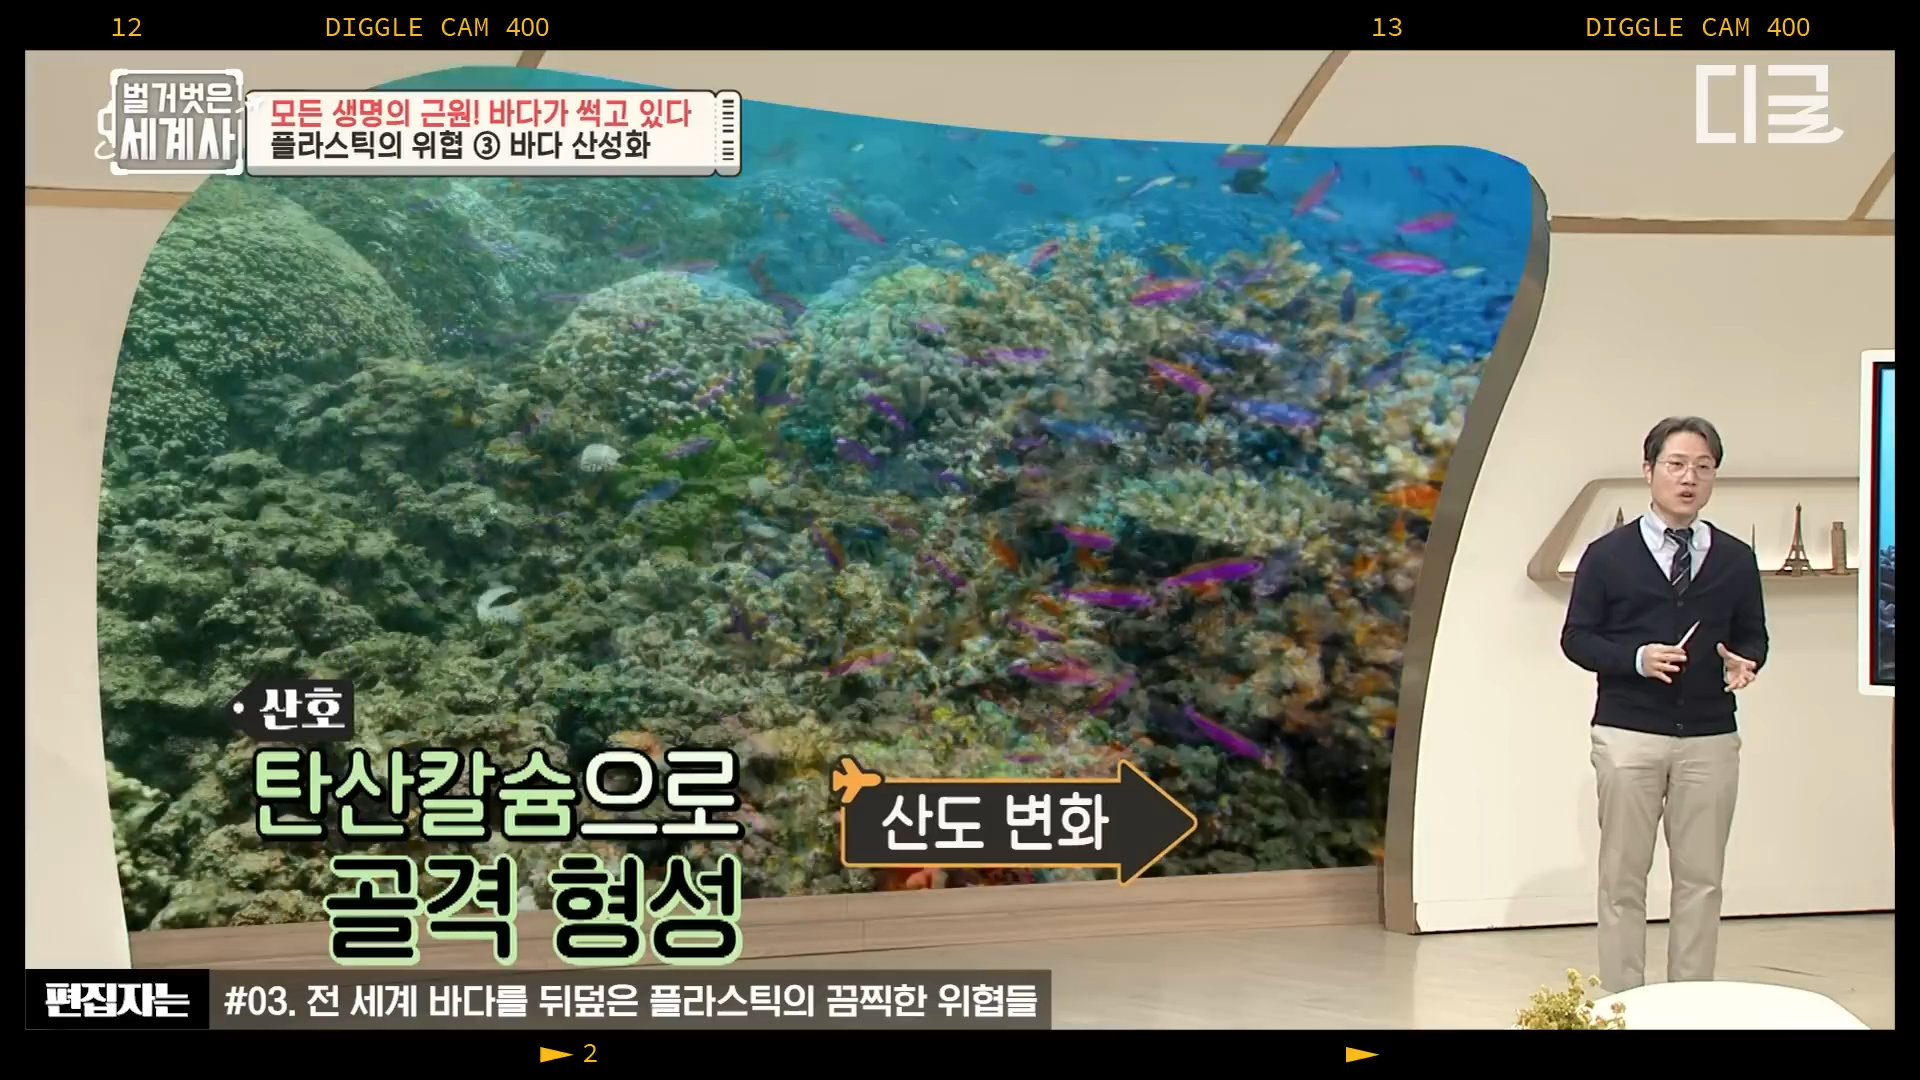 12
DIGGLE CAM 400
13
DIGGLE CAM 400
벌거벗은
세계사
모든 생명의 근원! 바다가 썩고 있다
플라스틱의 위협 ③ 바다 산성화
디글
산호
탄산칼슘으로
골격 형성
산도 변화
편집자는
#03. 전 세계 바다를 뒤덮은 플라스틱의 끔찍한 위협들
2